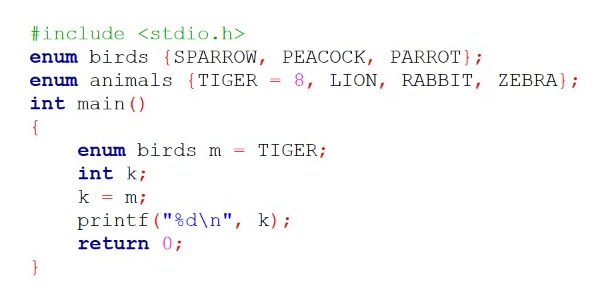 #include <stdio.h>
enum birds {SPARROW, PEACOCK, PARROT};
enum animals {TIGER = 8, LION, RABBIT, ZEBRA};
int main()
{
    enum birds m = TIGER;
    int k;
    k = m;
    printf("%d\n", k);
    return 0;
}